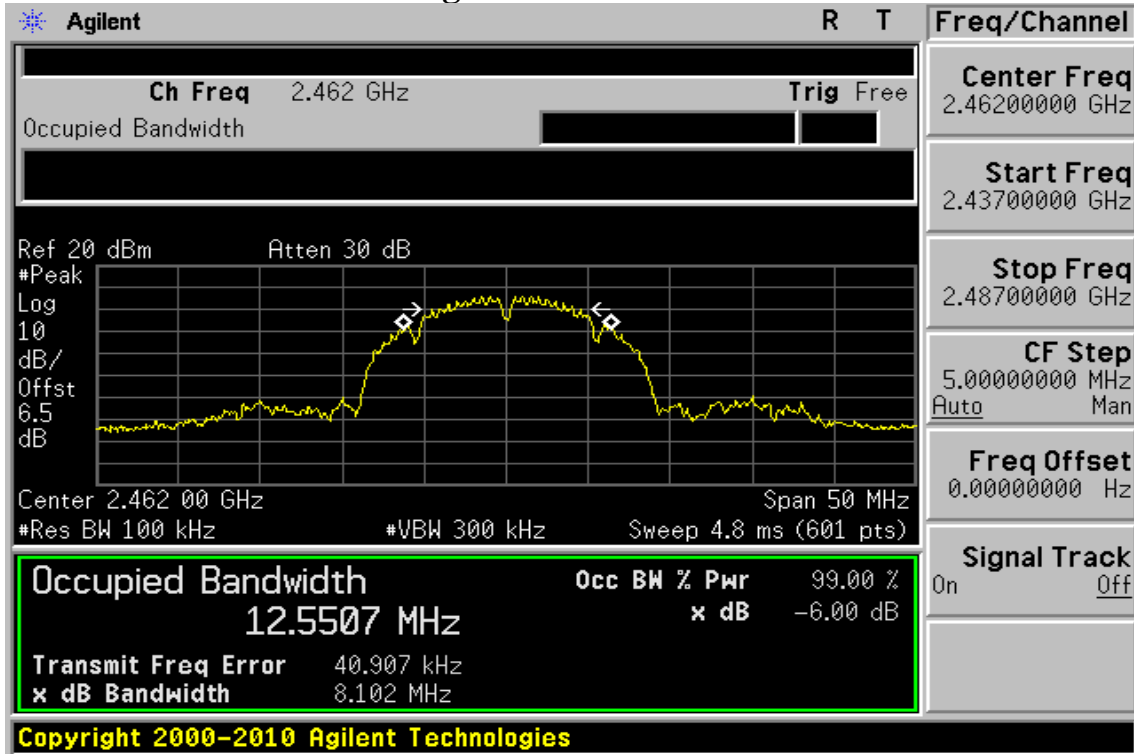 Agilent R T Freq/Channel
Ch Freq 2.462 GHz Trig Free
Occupied Bandwidth
Center Freq
2.46200000 GHz
Start Freq
2.43700000 GHz
Stop Freq
2.48700000 GHz
CF Step
5.00000000 MHz
Auto Man
Freq Offset
0.00000000 Hz
Signal Track
On Off
Ref 20 dBm Atten 30 dB
#Peak
Log
10
dB/
Offst
6.5
dB
Center 2.462 00 GHz Span 50 MHz
#Res BW 100 kHz #VBW 300 kHz Sweep 4.8 ms (601 pts)
Occupied Bandwidth Occ BW % Pwr 99.00 %
12.5507 MHz x dB -6.00 dB
Transmit Freq Error 40.907 kHz
x dB Bandwidth 8.102 MHz
Copyright 2000-2010 Agilent Technologies